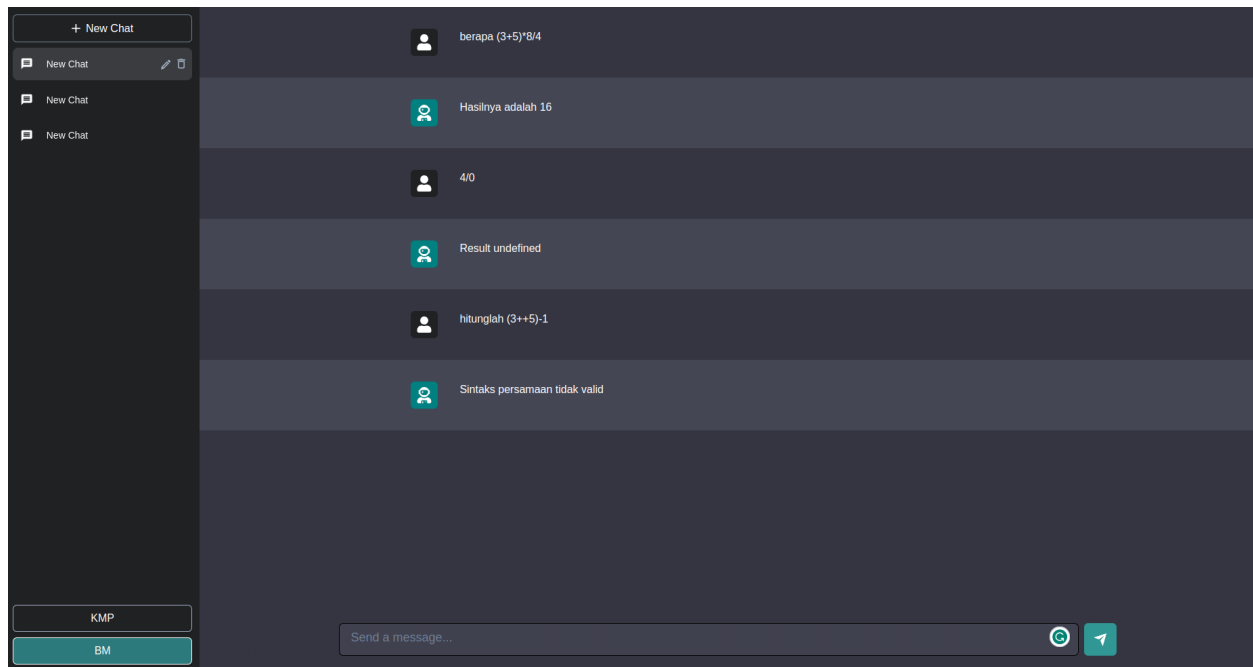 + New Chat
New Chat
New Chat
New Chat
KMP
BM
berapa (3+5)*8/4
Hasilnya adalah 16
4/0
Result undefined
hitunglah (3++5)-1
Sintaks persamaan tidak valid
Send a message...